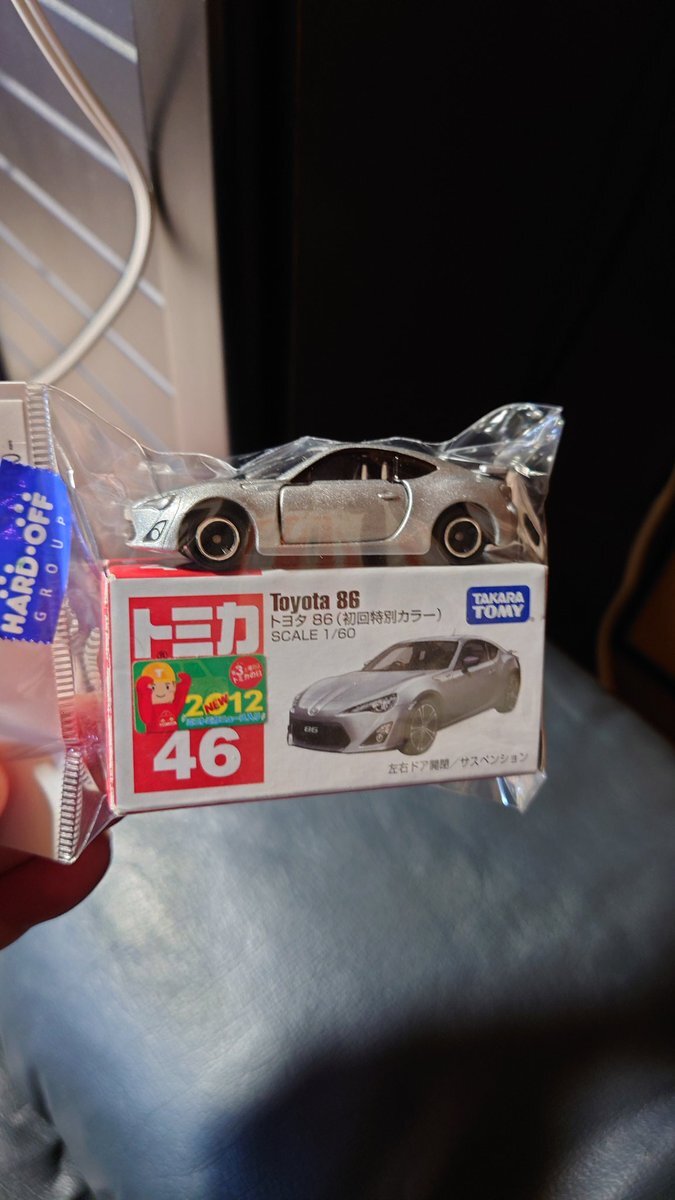 HARD・OFF
GROUP
トミカ
2012
NEW
46
Toyota 86
トヨタ 86 (初回特別カラー)
SCALE 1/60
TAKARA
TOMY
86
左右ドア開閉/サスペンション